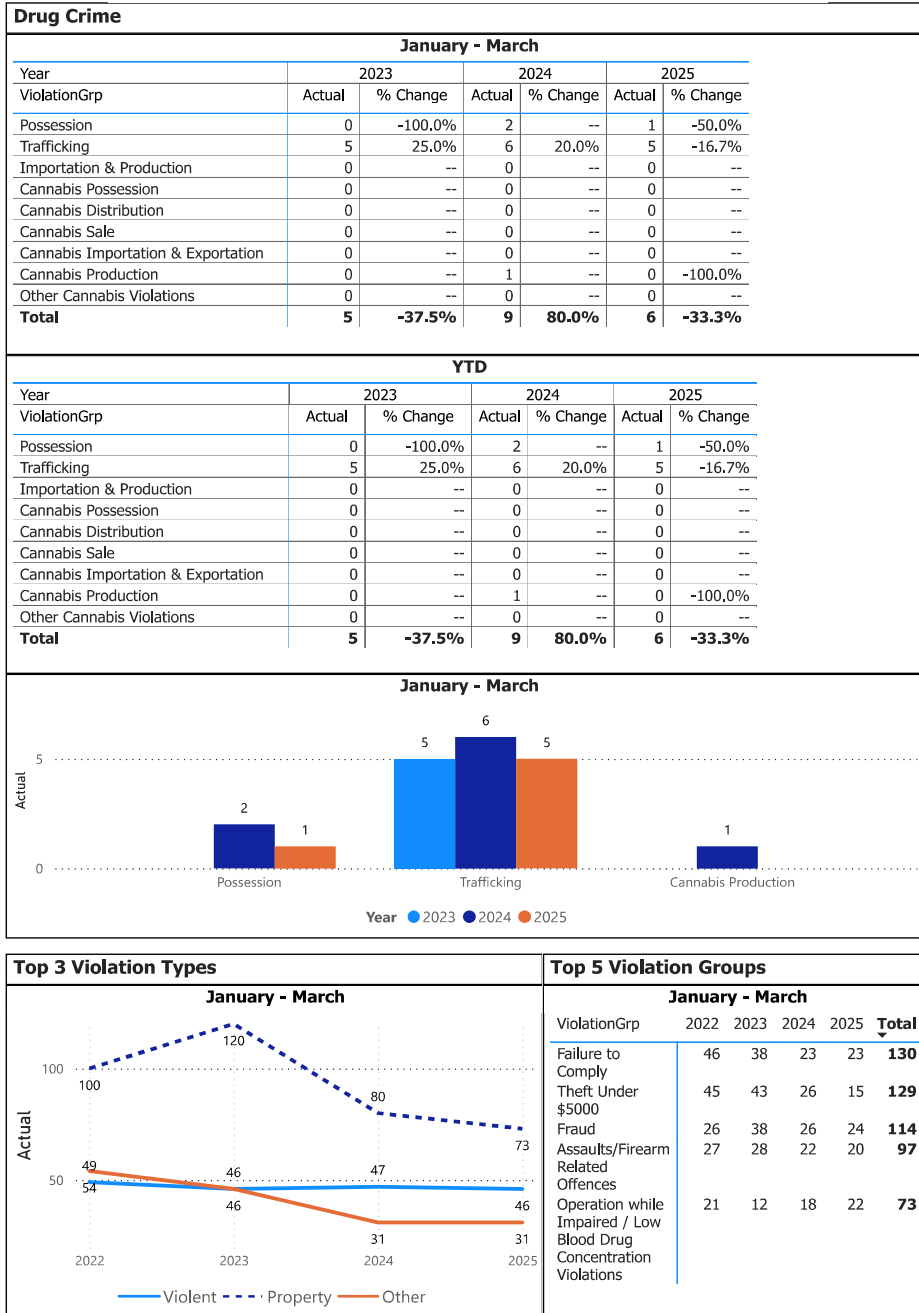 Drug Crime
January - March
Year 2023 2024 2025
ViolationGrp Actual % Change Actual % Change Actual % Change
Possession 0 -100.0% 2 -- 1 -50.0%
Trafficking 5 25.0% 6 20.0% 5 -16.7%
Importation & Production 0 -- 0 -- 0 --
Cannabis Possession 0 -- 0 -- 0 --
Cannabis Distribution 0 -- 0 -- 0 --
Cannabis Sale 0 -- 0 -- 0 --
Cannabis Importation & Exportation 0 -- 0 -- 0 --
Cannabis Production 0 -- 1 -- 0 -100.0%
Other Cannabis Violations 0 -- 0 -- 0 --
Total 5 -37.5% 9 80.0% 6 -33.3%
YTD
Year 2023 2024 2025
ViolationGrp Actual % Change Actual % Change Actual % Change
Possession 0 -100.0% 2 -- 1 -50.0%
Trafficking 5 25.0% 6 20.0% 5 -16.7%
Importation & Production 0 -- 0 -- 0 --
Cannabis Possession 0 -- 0 -- 0 --
Cannabis Distribution 0 -- 0 -- 0 --
Cannabis Sale 0 -- 0 -- 0 --
Cannabis Importation & Exportation 0 -- 0 -- 0 --
Cannabis Production 0 -- 1 -- 0 -100.0%
Other Cannabis Violations 0 -- 0 -- 0 --
Total 5 -37.5% 9 80.0% 6 -33.3%
January - March
Actual
5
0
2 1
5 6 5
1
Possession Trafficking Cannabis Production
Year 2023 2024 2025
Top 3 Violation Types
January - March
Actual
100
50
100 120 80 73
49 46 47 46
54 46 31 31
2022 2023 2024 2025
Violent Property Other
Top 5 Violation Groups
January - March
ViolationGrp 2022 2023 2024 2025 Total
Failure to 46 38 23 23 130
Comply
Theft Under 45 43 26 15 129
$5000
Fraud 26 38 26 24 114
Assaults/Firearm 27 28 22 20 97
Related
Offences
Operation while 21 12 18 22 73
Impaired / Low
Blood Drug
Concentration
Violations